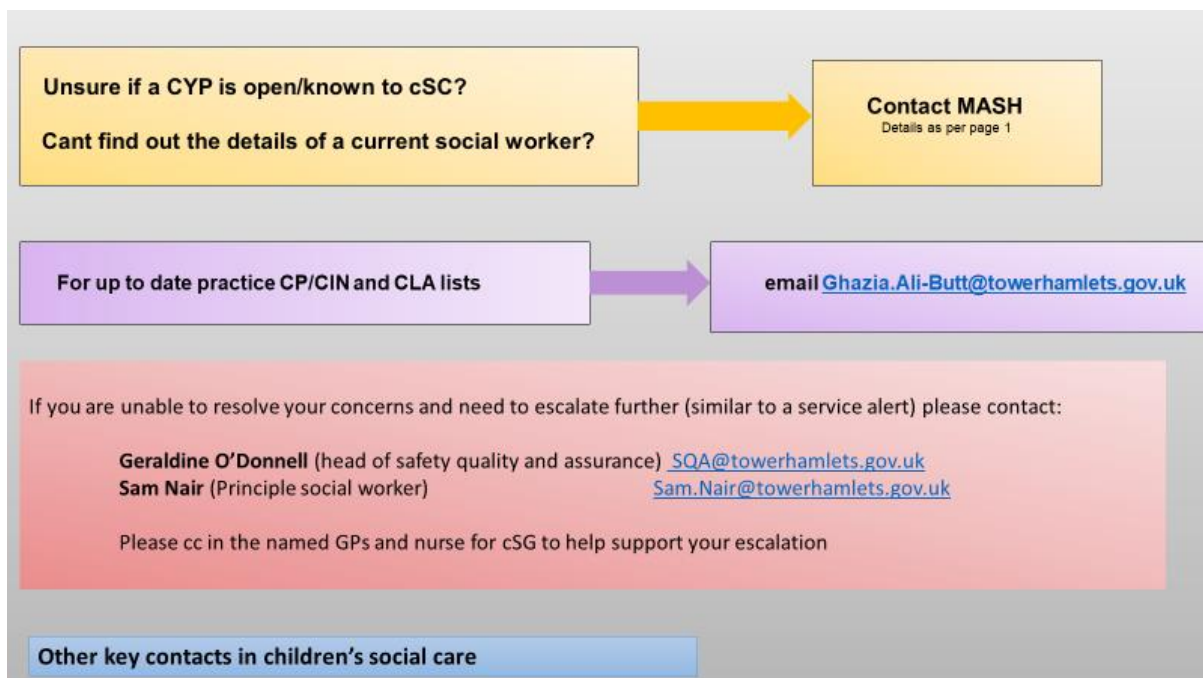 Unsure if a CYP is open/known to cSC?
Cant find out the details of a current social worker?
Contact MASH
Details as per page 1
For up to date practice CP/CIN and CLA lists
email Ghazia.Ali-Butt@towerhamlets.gov.uk
If you are unable to resolve your concerns and need to escalate further (similar to a service alert) please contact:
Geraldine O'Donnell (head of safety quality and assurance) SQA@towerhamlets.gov.uk
Sam Nair (Principle social worker) Sam.Nair@towerhamlets.gov.uk
Please cc in the named GPs and nurse for cSG to help support your escalation
Other key contacts in children's social care